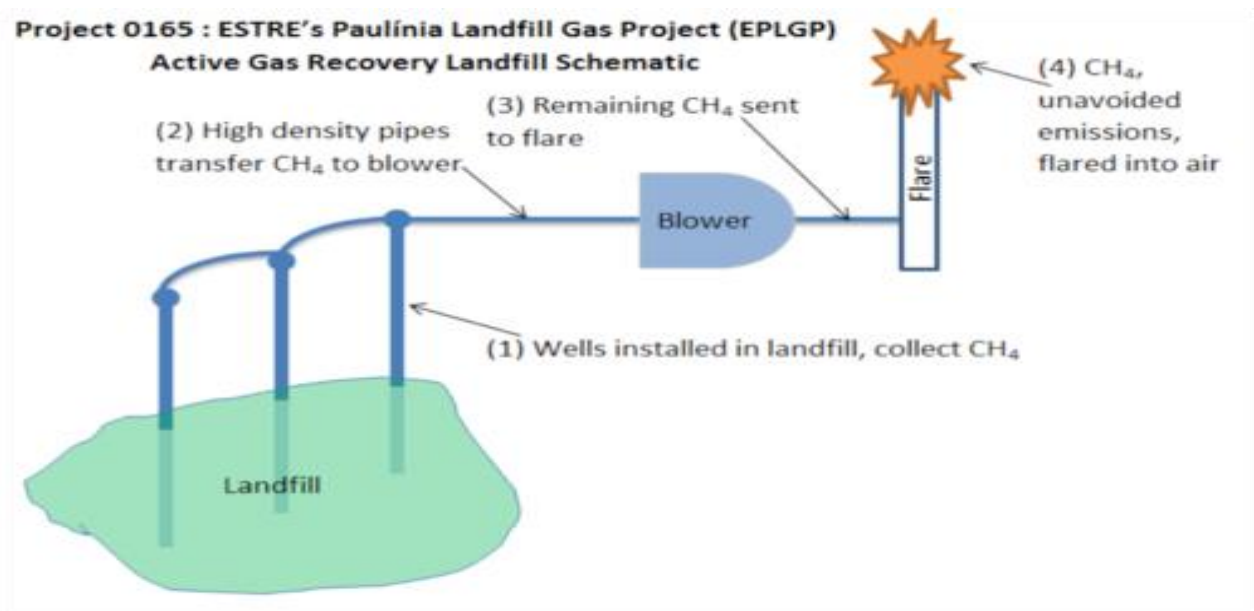 Project 0165 : ESTRE's Paulínia Landfill Gas Project (EPLGP)
Active Gas Recovery Landfill Schematic
(4) CH₄,
unavoided
emissions,
flared into air
(3) Remaining CH₄ sent
to flare
(2) High density pipes
transfer CH₄ to blower
Flare
Blower
(1) Wells installed in landfill, collect CH₄
Landfill